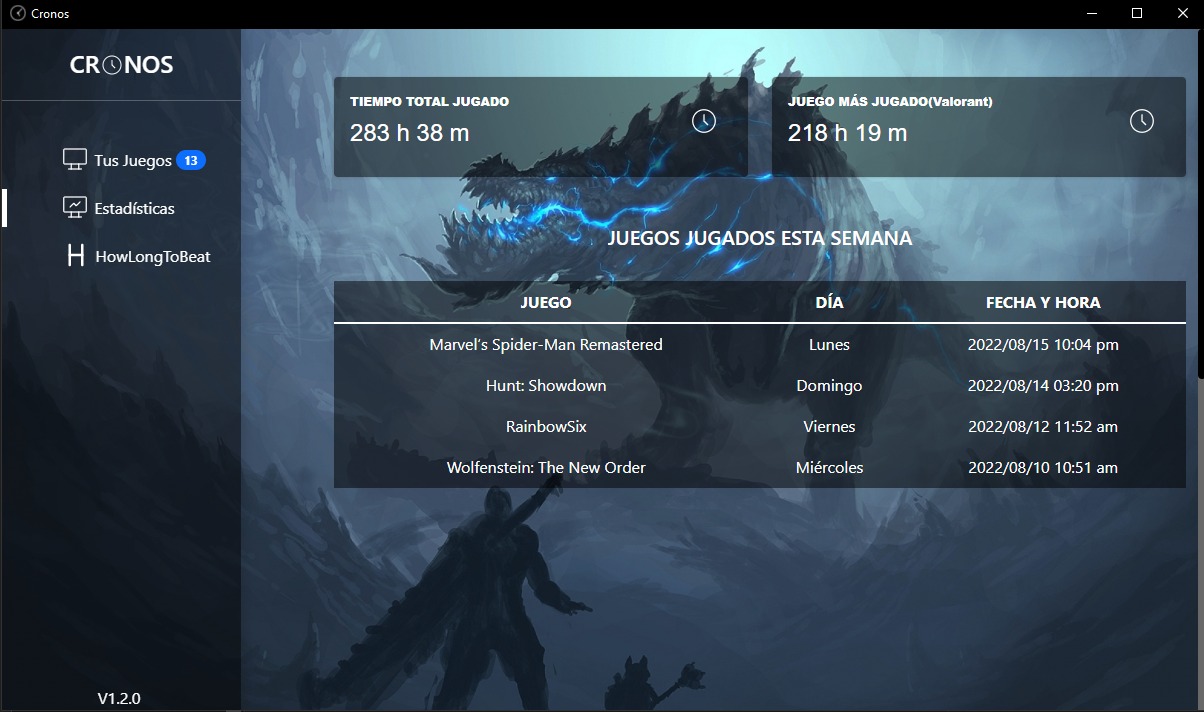 Cronos
CRONOS
Tus Juegos 13
Estadísticas
HowLongToBeat
V1.2.0
TIEMPO TOTAL JUGADO
283 h 38 m
JUEGO MÁS JUGADO(Valorant)
218 h 19 m
JUEGOS JUGADOS ESTA SEMANA
JUEGO DÍA FECHA Y HORA
Marvel's Spider-Man Remastered Lunes 2022/08/15 10:04 pm
Hunt: Showdown Domingo 2022/08/14 03:20 pm
RainbowSix Viernes 2022/08/12 11:52 am
Wolfenstein: The New Order Miércoles 2022/08/10 10:51 am